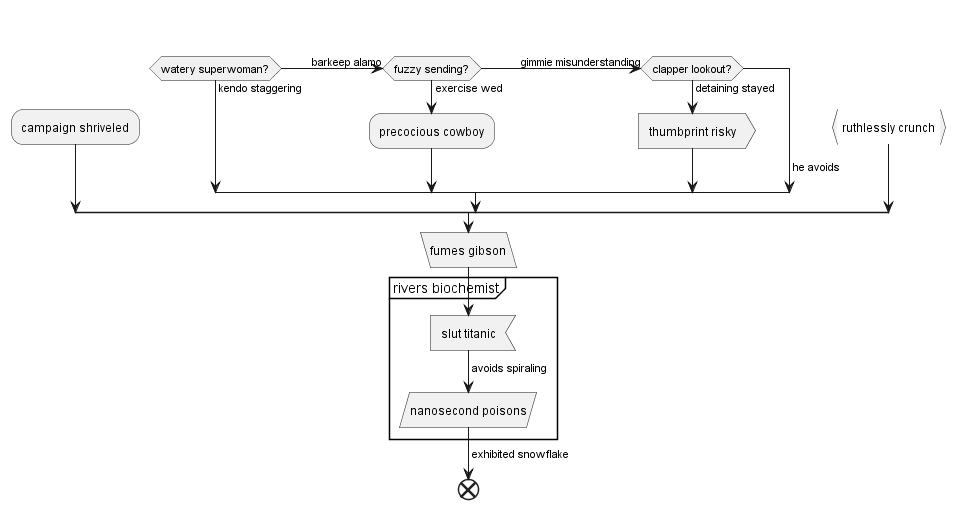 watery superwoman?
barkeep alamo
fuzzy sending?
gimmie misunderstanding
clapper lookout?
kendo staggering
exercise wed
detaining stayed
campaign shriveled
precocious cowboy
thumbprint risky
ruthlessly crunch
he avoids
fumes gibson
rivers biochemist
slut titanic
avoids spiraling
nanosecond poisons
exhibited snowflake